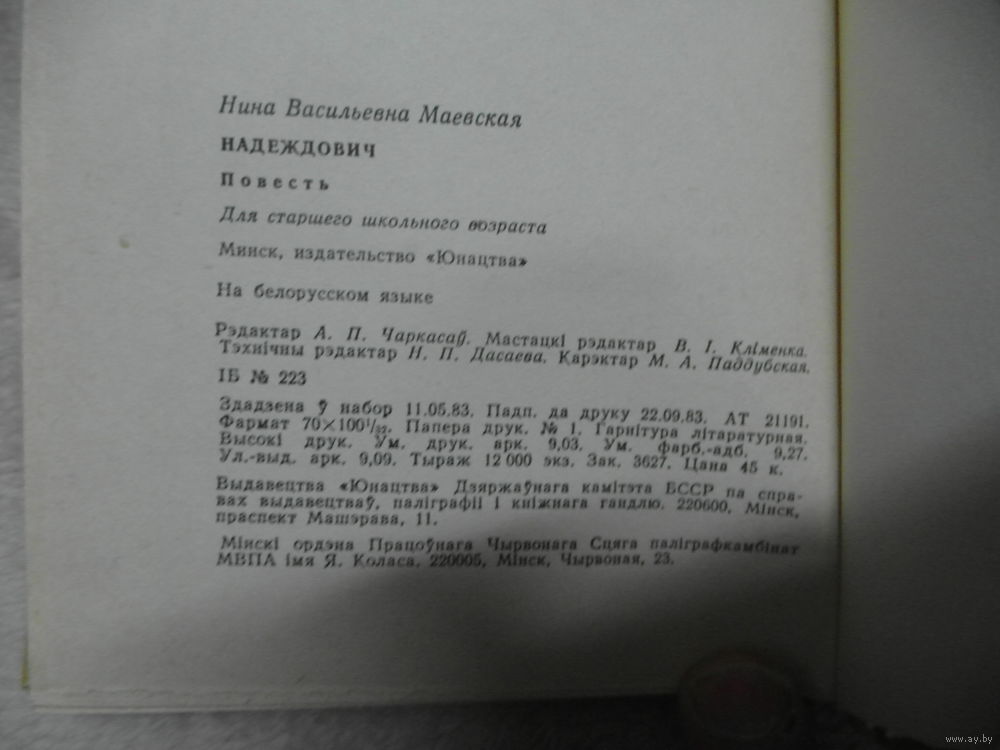 Нина Васильевна Маевская
НАДЕЖДОВИЧ
Повесть
Для старшего школьного возраста
Минск, издательство «Юнацтва»
На белорусском языке
Рэдактар А. П. Чаркасаў. Мастацкі рэдактар В. І. Кліменка.
Тэхнічны рэдактар Н. П. Дасаева. Карэктар М. А. Паддубская.
ІБ № 223
Здадзена ў набор 11.05.83. Падп. да друку 22.09.83. АТ 21191.
Фармат 70×100¹/₃₂. Папера друк. № 1. Гарнітура літаратурная.
Высокі друк. Ум. друк. арк. 9,03. Ум. фарб.-адб. 9,27.
Ул.-выд. арк. 9,09. Тыраж 12 000 экз. Зак. 3627. Цана 45 к.
Выдавецтва «Юнацтва» Дзяржаўнага камітэта БССР па спра-
вах выдавецтваў, паліграфіі і кніжнага гандлю. 220600, Мінск,
праспект Машэрава, 11.
Мінскі ордэна Працоўнага Чырвонага Сцяга паліграфкамбінат
МВПА імя Я. Коласа. 220005, Мінск, Чырвоная, 23.
www.ay.by